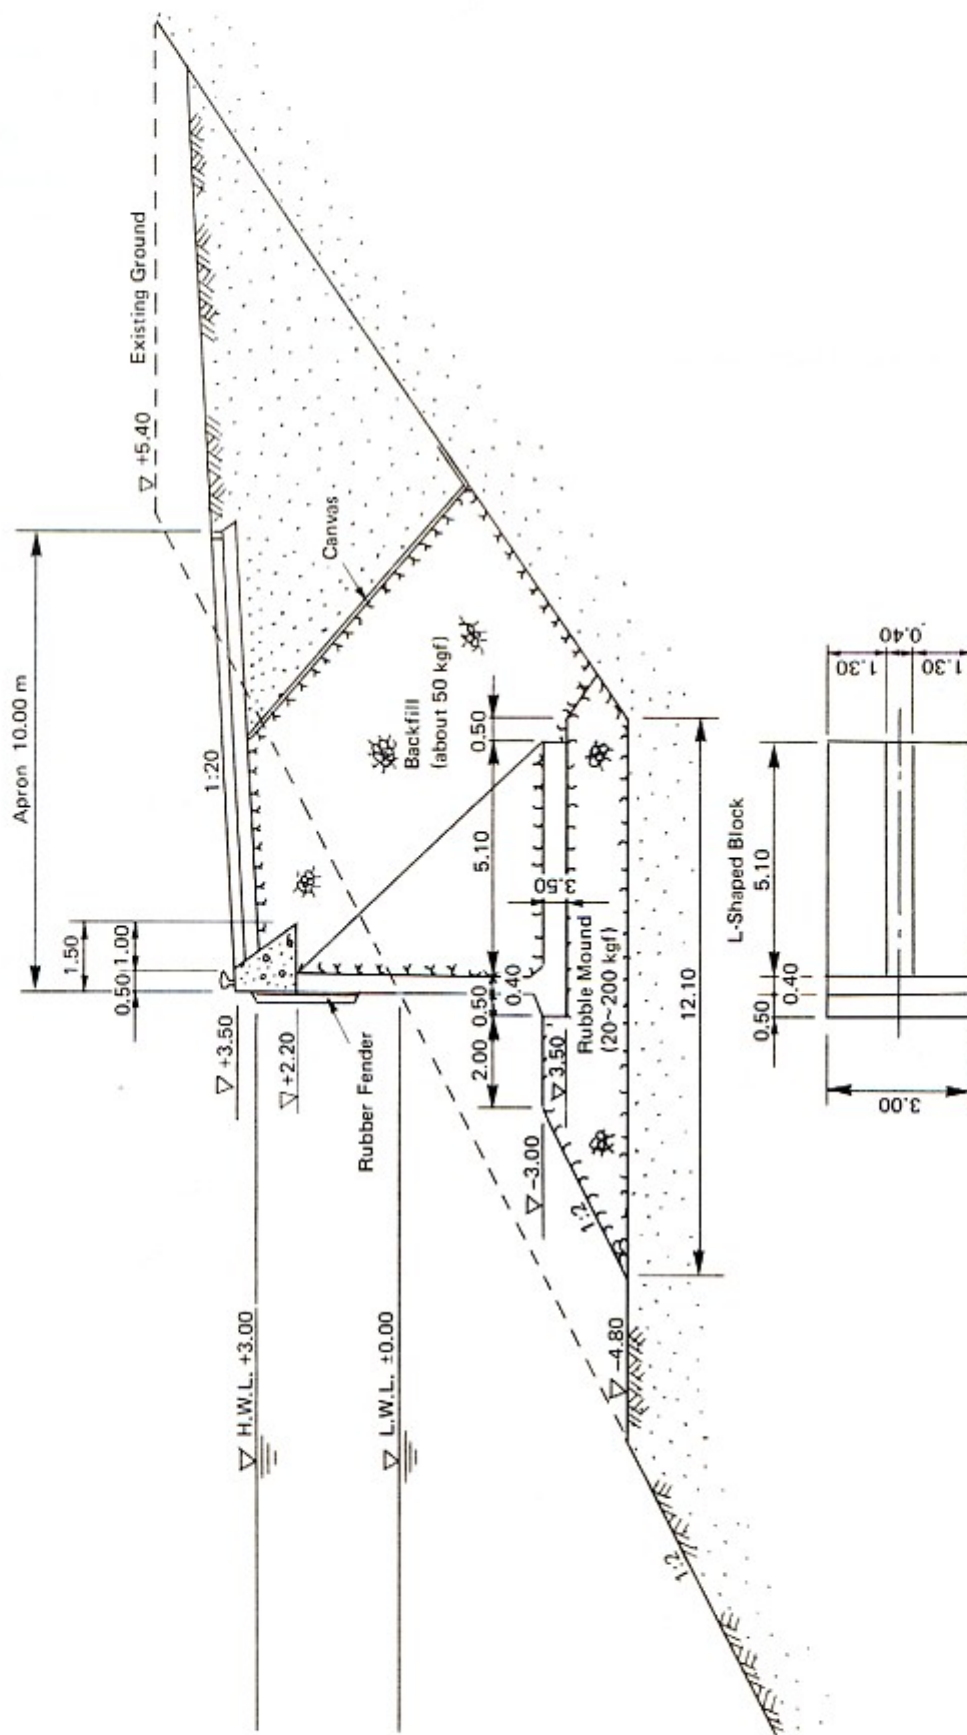 Apron 10.00 m
▽ +5.40 Existing Ground
1:20
Canvas
1.50
0.50
1.00
▽ +3.50
▽ +2.20
Rubber Fender
▽ H.W.L. +3.00
▽ L.W.L. ±0.00
Backfill
(about 50 kgf)
0.50
5.10
3.50
0.40
0.50
2.00
▽ 3.50
▽ −3.00
1:2
Rubble Mound
(20~200 kgf)
12.10
▽ −4.80
1:2
L-Shaped Block
5.10
0.40
0.50
3.00
1.30
0.40
1.30